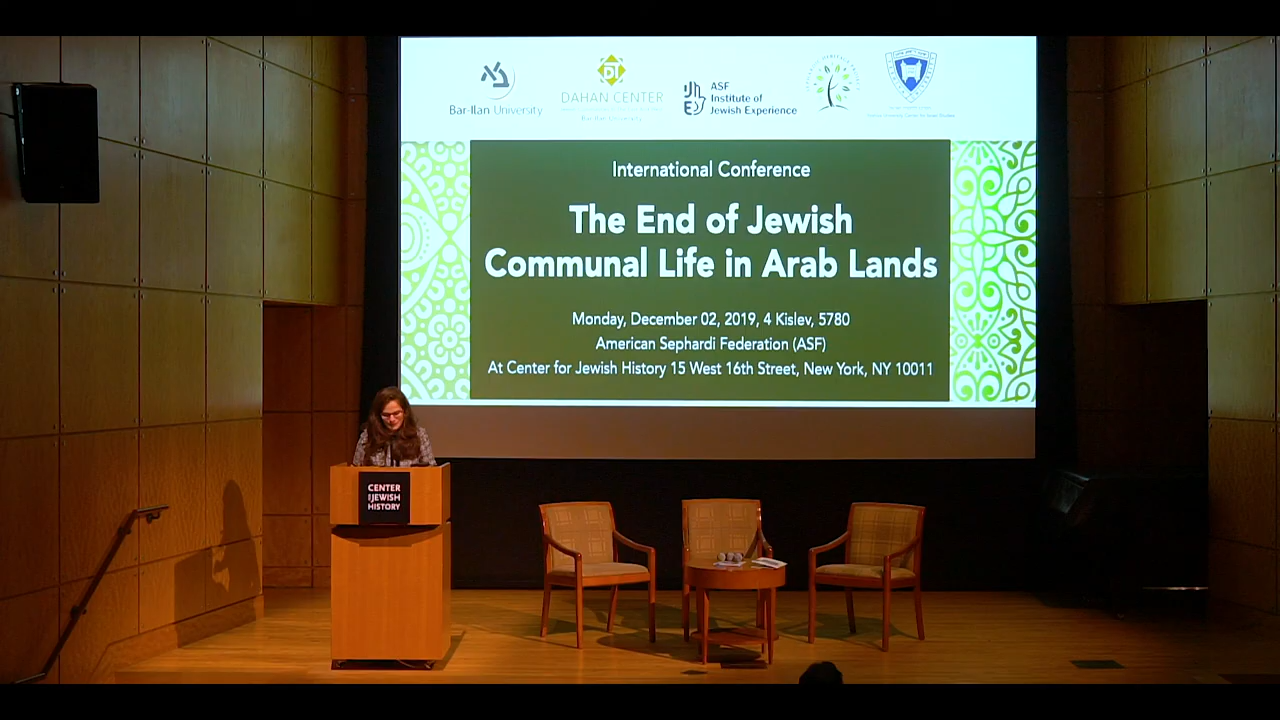 Bar-Ilan University
DAHAN CENTER
Bar-Ilan University
ASF
Institute of
Jewish Experience
International Conference
The End of Jewish
Communal Life in Arab Lands
Monday, December 02, 2019, 4 Kislev, 5780
American Sephardi Federation (ASF)
At Center for Jewish History 15 West 16th Street, New York, NY 10011
CENTER
FOR JEWISH
HISTORY